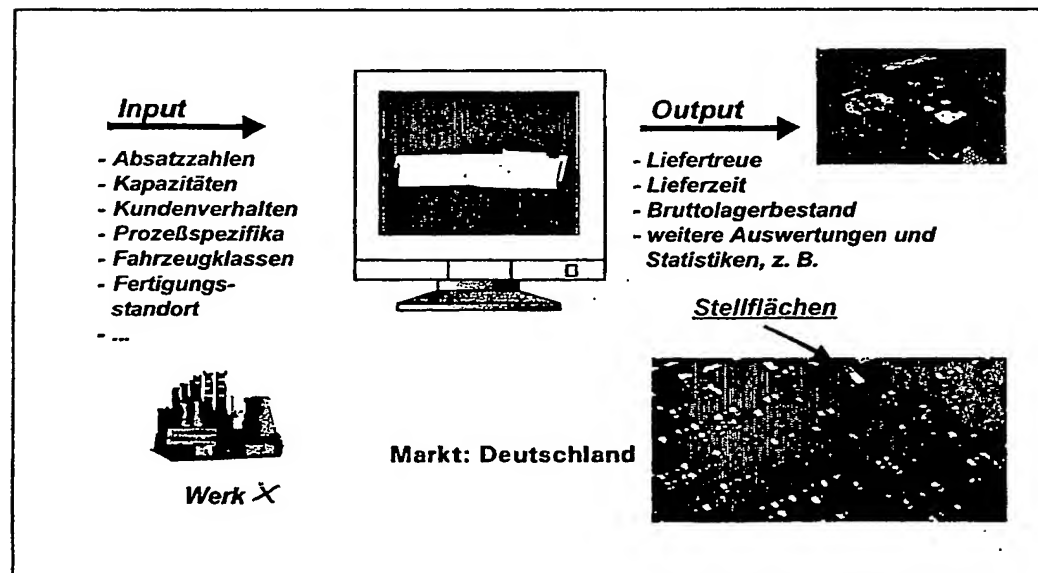 Input
- Absatzzahlen
- Kapazitäten
- Kundenverhalten
- Prozeßspezifika
- Fahrzeugklassen
- Fertigungs-
standort
- ...
Output
- Liefertreue
- Lieferzeit
- Bruttolagerbestand
- weitere Auswertungen und
Statistiken, z. B.
Stellflächen
Markt: Deutschland
Werk X